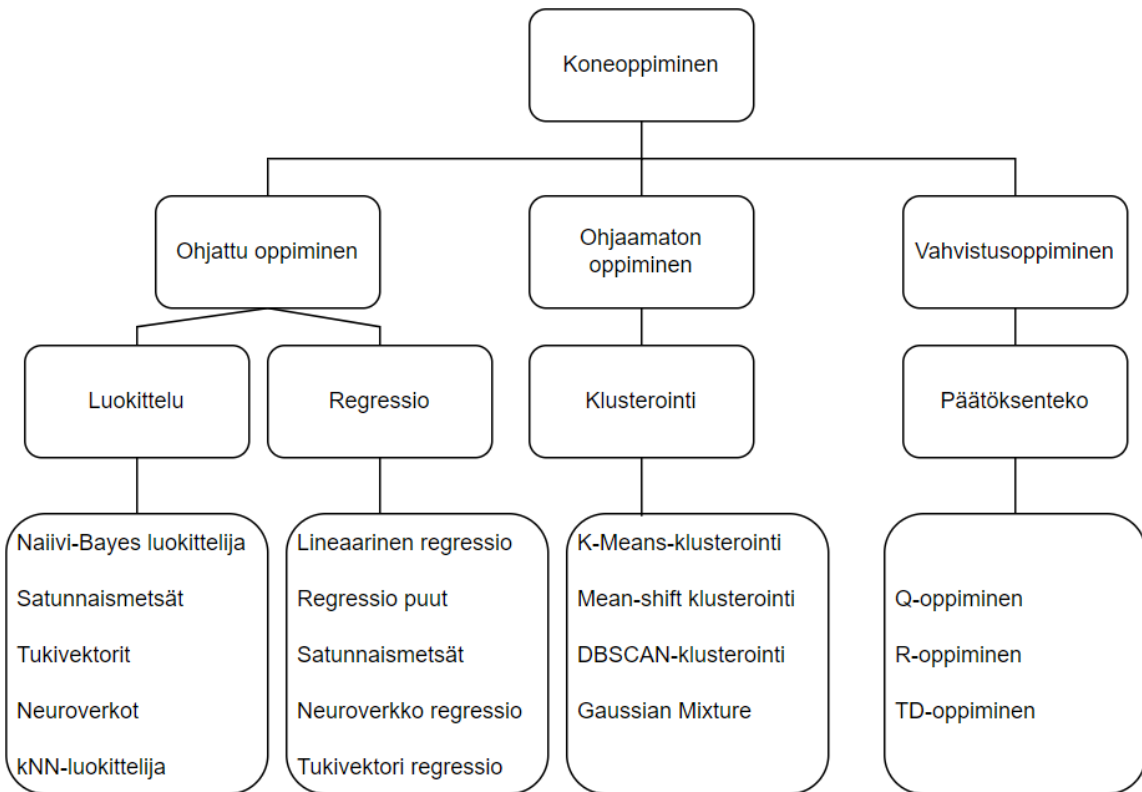 Koneoppiminen
Ohjattu oppiminen
Ohjaamaton
oppiminen
Vahvistusoppiminen
Luokittelu
Regressio
Klusterointi
Päätöksenteko
Naiivi-Bayes luokittelija
Satunnaismetsät
Tukivektorit
Neuroverkot
kNN-luokittelija
Lineaarinen regressio
Regressio puut
Satunnaismetsät
Neuroverkko regressio
Tukivektori regressio
K-Means-klusterointi
Mean-shift klusterointi
DBSCAN-klusterointi
Gaussian Mixture
Q-oppiminen
R-oppiminen
TD-oppiminen